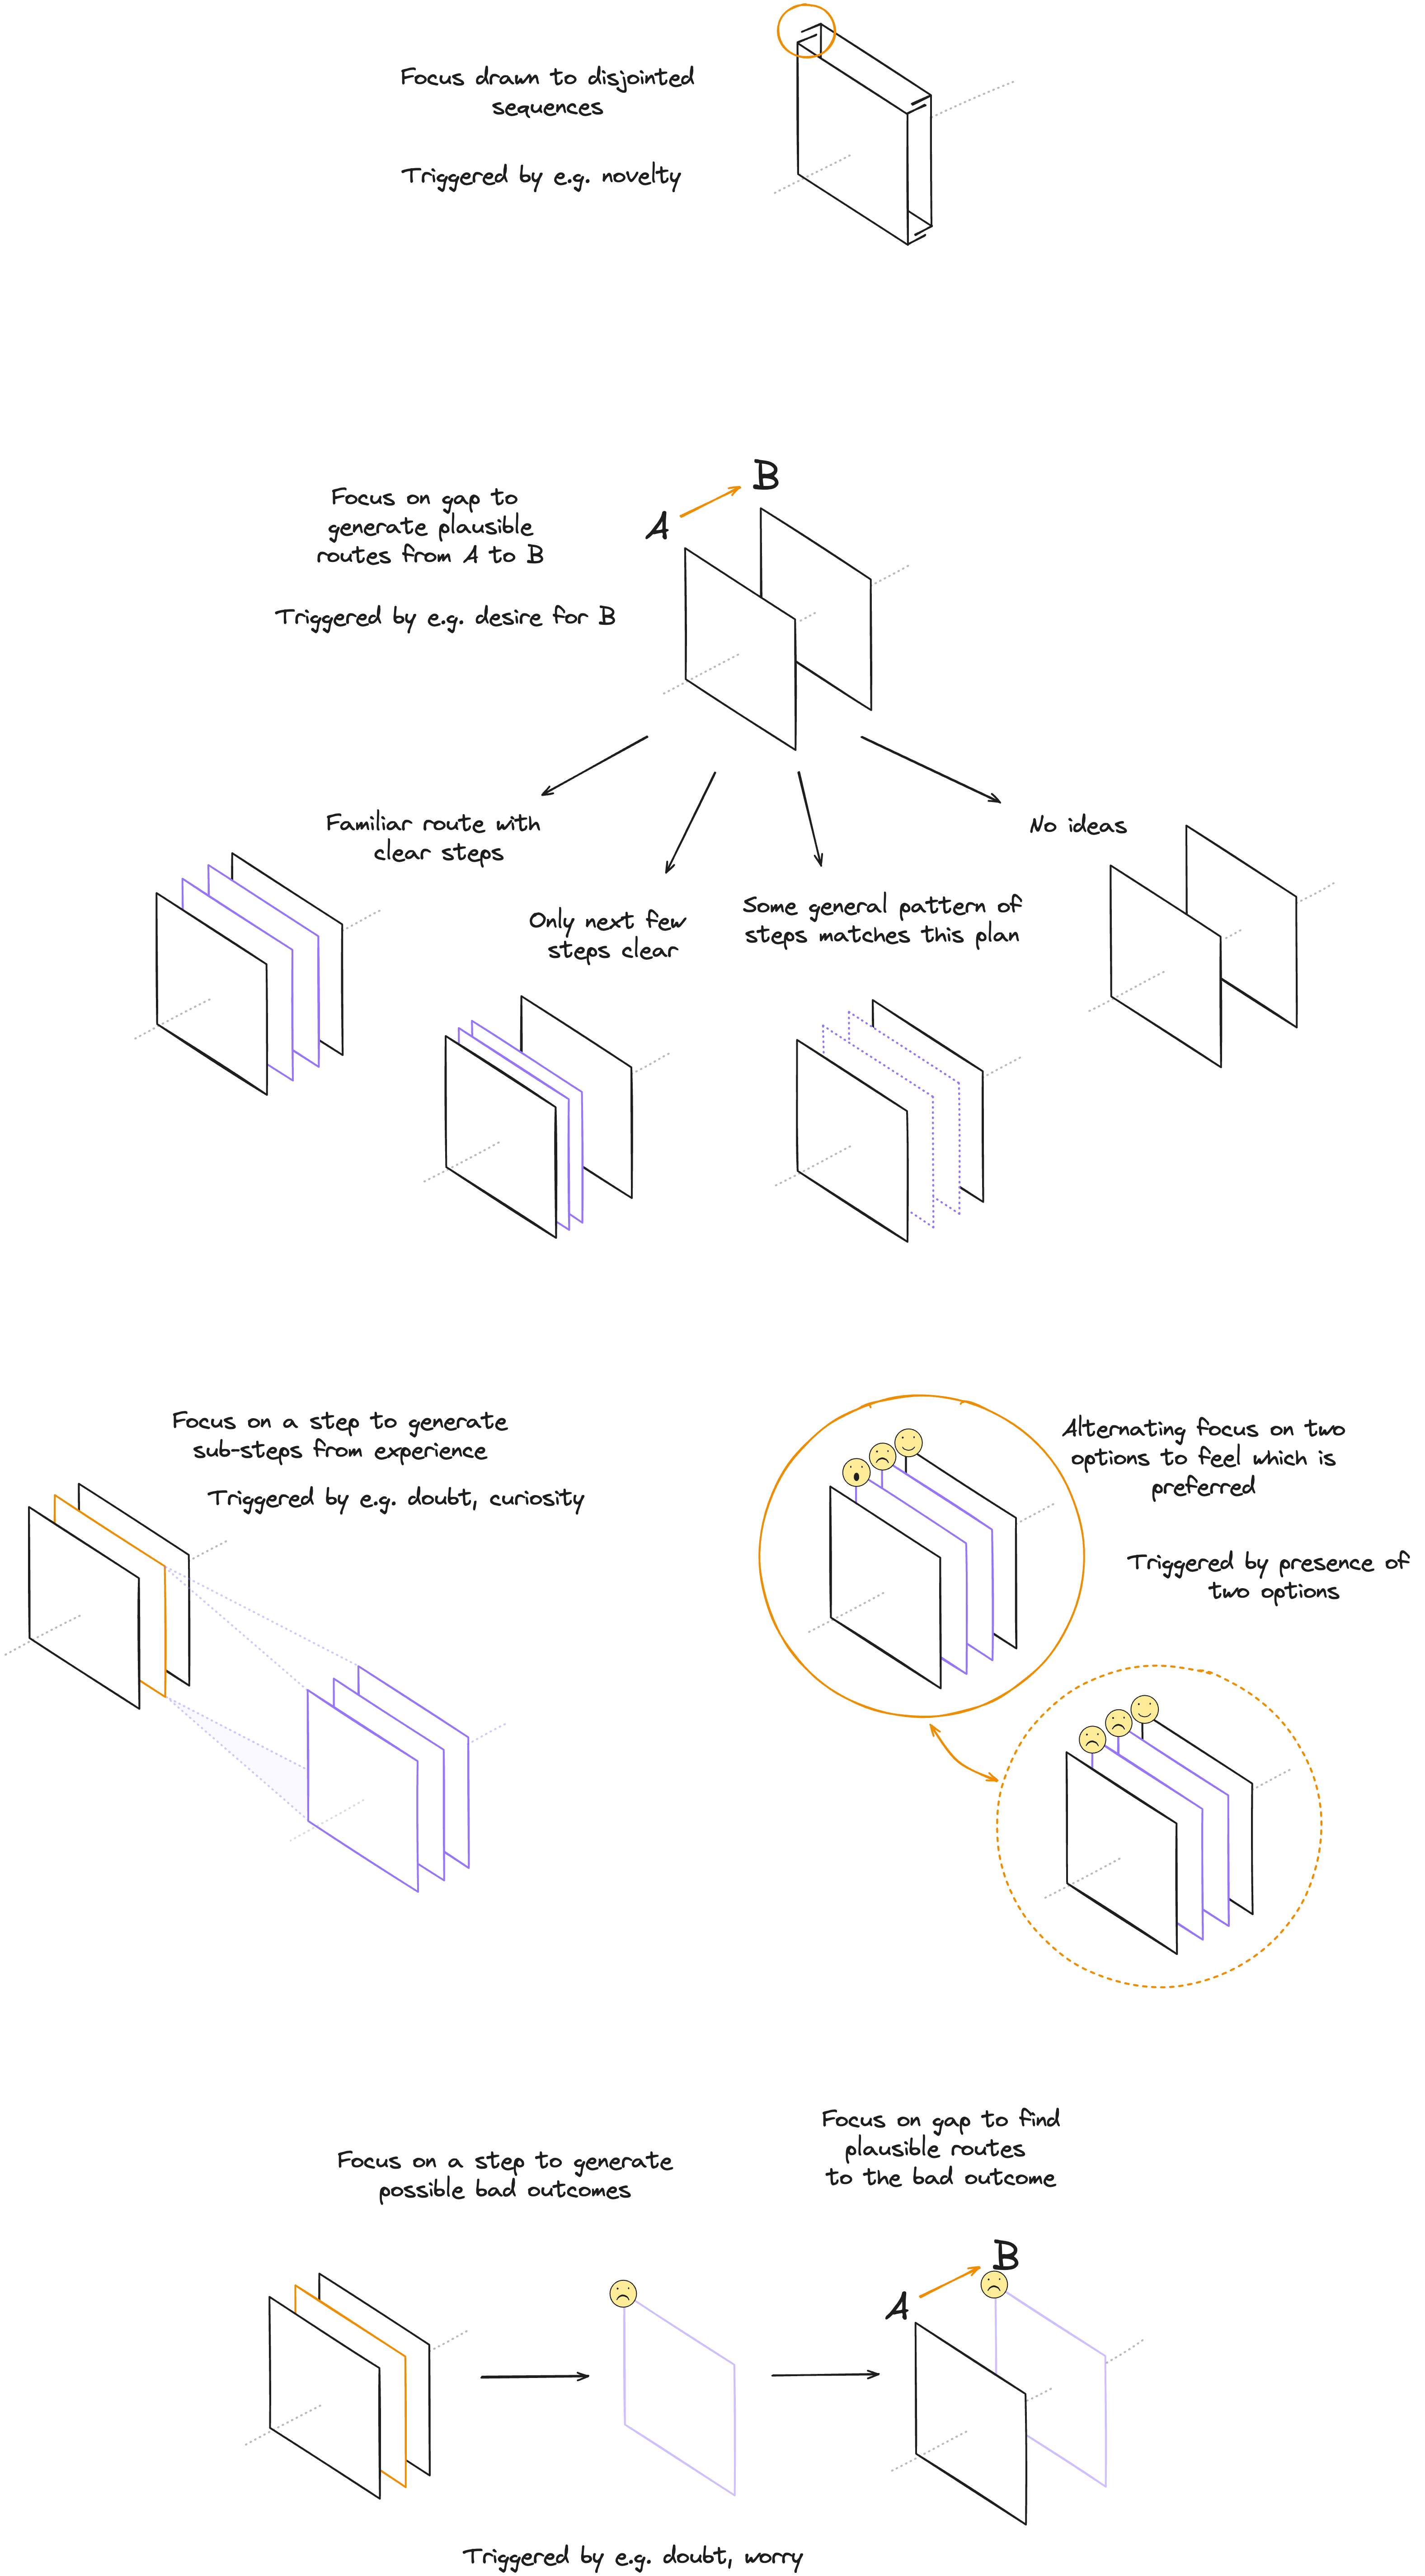 Focus drawn to disjointed
sequences
Triggered by e.g. novelty
B
A
Focus on gap to
generate plausible
routes from A to B
Triggered by e.g. desire for B
Familiar route with
clear steps
Only next few
steps clear
Some general pattern of
steps matches this plan
No ideas
Focus on a step to generate
sub-steps from experience
Triggered by e.g. doubt, curiosity
Alternating focus on two
options to feel which is
preferred
Triggered by presence of
two options
Focus on a step to generate
possible bad outcomes
Focus on gap to find
plausible routes
to the bad outcome
B
A
Triggered by e.g. doubt, worry